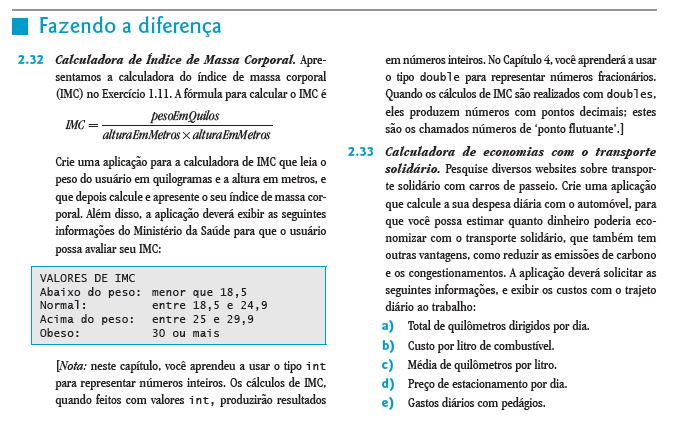 Fazendo a diferença
2.32 Calculadora de Índice de Massa Corporal. Apre-
sentamos a calculadora do índice de massa corporal
(IMC) no Exercício 1.11. A fórmula para calcular o IMC é
IMC = pesoEmQuilos
alturaEmMetros × alturaEmMetros
Crie uma aplicação para a calculadora de IMC que leia o
peso do usuário em quilogramas e a altura em metros, e
que depois calcule e apresente o seu índice de massa cor-
poral. Além disso, a aplicação deverá exibir as seguintes
informações do Ministério da Saúde para que o usuário
possa avaliar seu IMC:
VALORES DE IMC
Abaixo do peso: menor que 18,5
Normal: entre 18,5 e 24,9
Acima do peso: entre 25 e 29,9
Obeso: 30 ou mais
[Nota: neste capítulo, você aprendeu a usar o tipo int
para representar números inteiros. Os cálculos de IMC,
quando feitos com valores int, produzirão resultados
em números inteiros. No Capítulo 4, você aprenderá a usar
o tipo double para representar números fracionários.
Quando os cálculos de IMC são realizados com doubles,
eles produzem números com pontos decimais; estes
são os chamados números de ‘ponto flutuante’.]
2.33 Calculadora de economias com o transporte
solidário. Pesquise diversos websites sobre transpor-
te solidário com carros de passeio. Crie uma aplicação
que calcule a sua despesa diária com o automóvel, para
que você possa estimar quanto dinheiro poderia eco-
nomizar com o transporte solidário, que também tem
outras vantagens, como reduzir as emissões de carbono
e os congestionamentos. A aplicação deverá solicitar as
seguintes informações, e exibir os custos com o trajeto
diário ao trabalho:
a) Total de quilômetros dirigidos por dia.
b) Custo por litro de combustível.
c) Média de quilômetros por litro.
d) Preço de estacionamento por dia.
e) Gastos diários com pedágios.